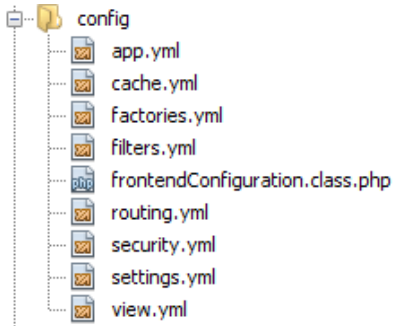 config
app.yml
cache.yml
factories.yml
filters.yml
php frontendConfiguration.class.php
routing.yml
security.yml
settings.yml
view.yml